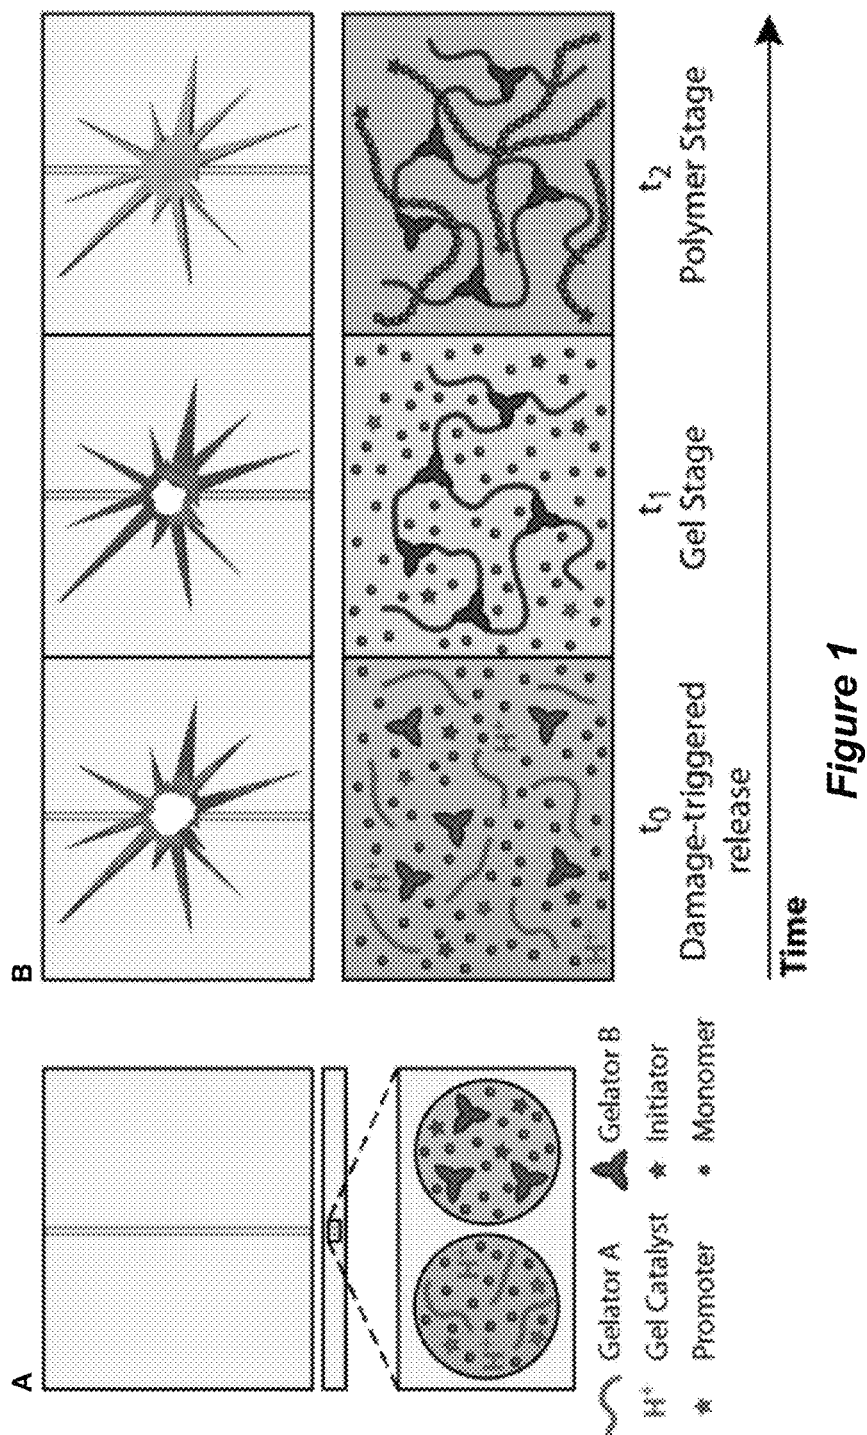 A
Gelator A
Gelator B
H⁺ Gel Catalyst
Initiator
Promoter
Monomer
B
t₀
Damage-triggered
release
t₁
Gel Stage
t₂
Polymer Stage
Time
Figure 1